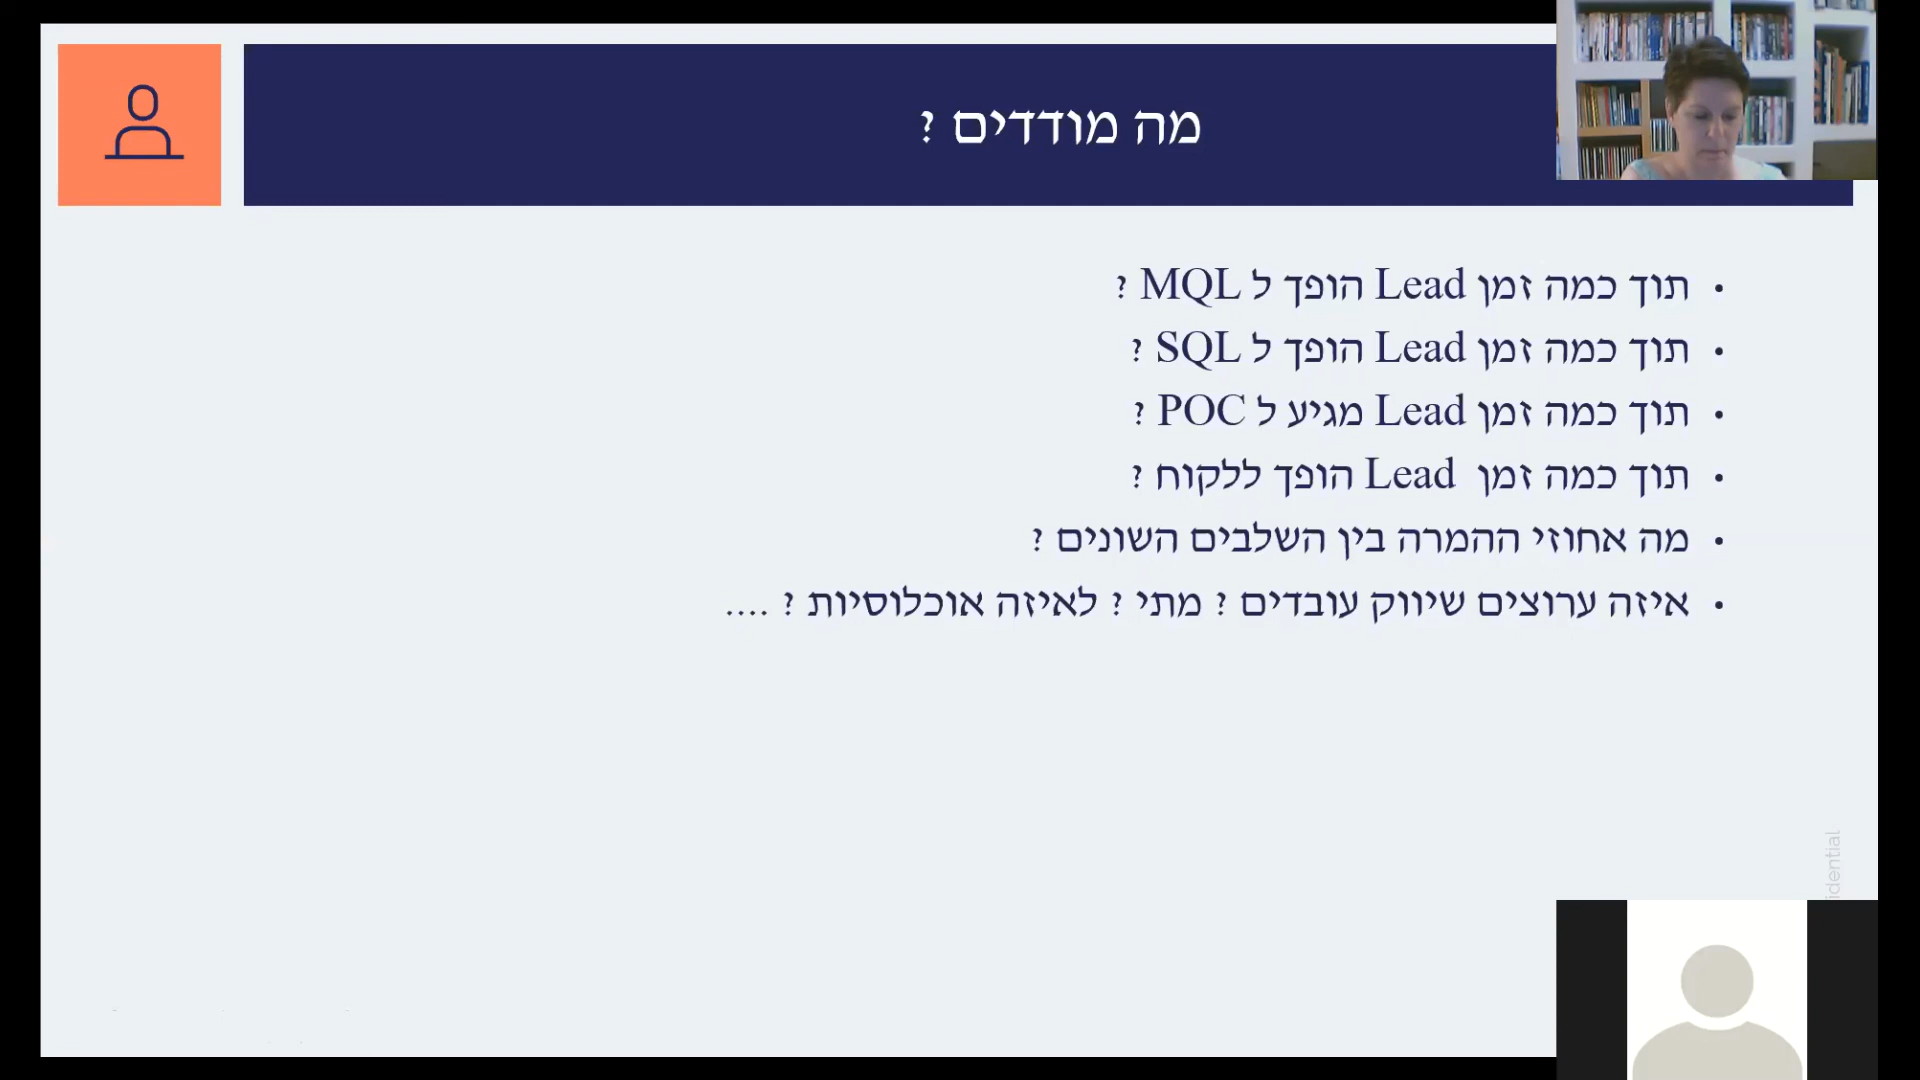 מה מודדים ?
• תוך כמה זמן Lead הופך ל MQL ?
• תוך כמה זמן Lead הופך ל SQL ?
• תוך כמה זמן Lead מגיע ל POC ?
• תוך כמה זמן Lead הופך ללקוח ?
• מה אחוזי ההמרה בין השלבים השונים ?
• איזה ערוצים שיווק עובדים ? מתי ? לאיזה אוכלוסיות ? ....
idential